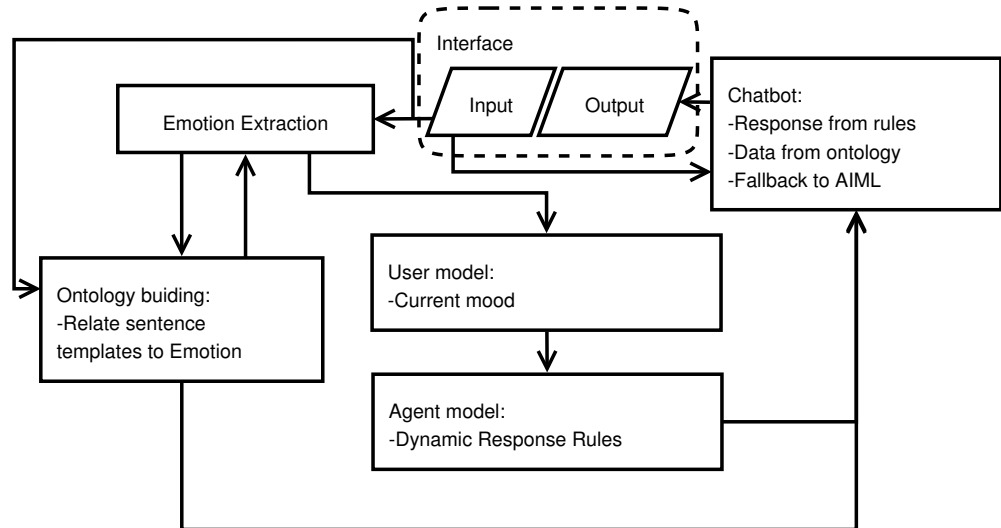 Interface
Input
Output
Chatbot:
-Response from rules
-Data from ontology
-Fallback to AIML
Emotion Extraction
Ontology buiding:
-Relate sentence
templates to Emotion
User model:
-Current mood
Agent model:
-Dynamic Response Rules